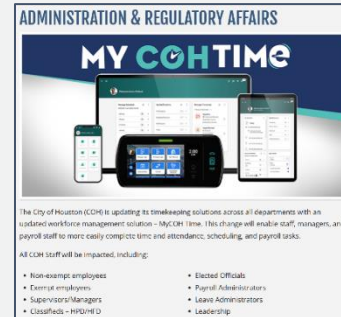 ADMINISTRATION & REGULATORY AFFAIRS
MY COHTIME
The City of Houston (COH) is updating its timekeeping solutions across all departments with an
updated workforce management solution - MyCOH Time. This change will enable staff, managers, and
payroll staff to more easily complete time and attendance, scheduling, and payroll tasks.
All COH Staff will be impacted, including:
• Non-exempt employees
• Exempt employees
• Supervisors/Managers
• Classifieds - HPD/HFD
• Elected Officials
• Payroll Administrators
• Leave Administrators
• Leadership